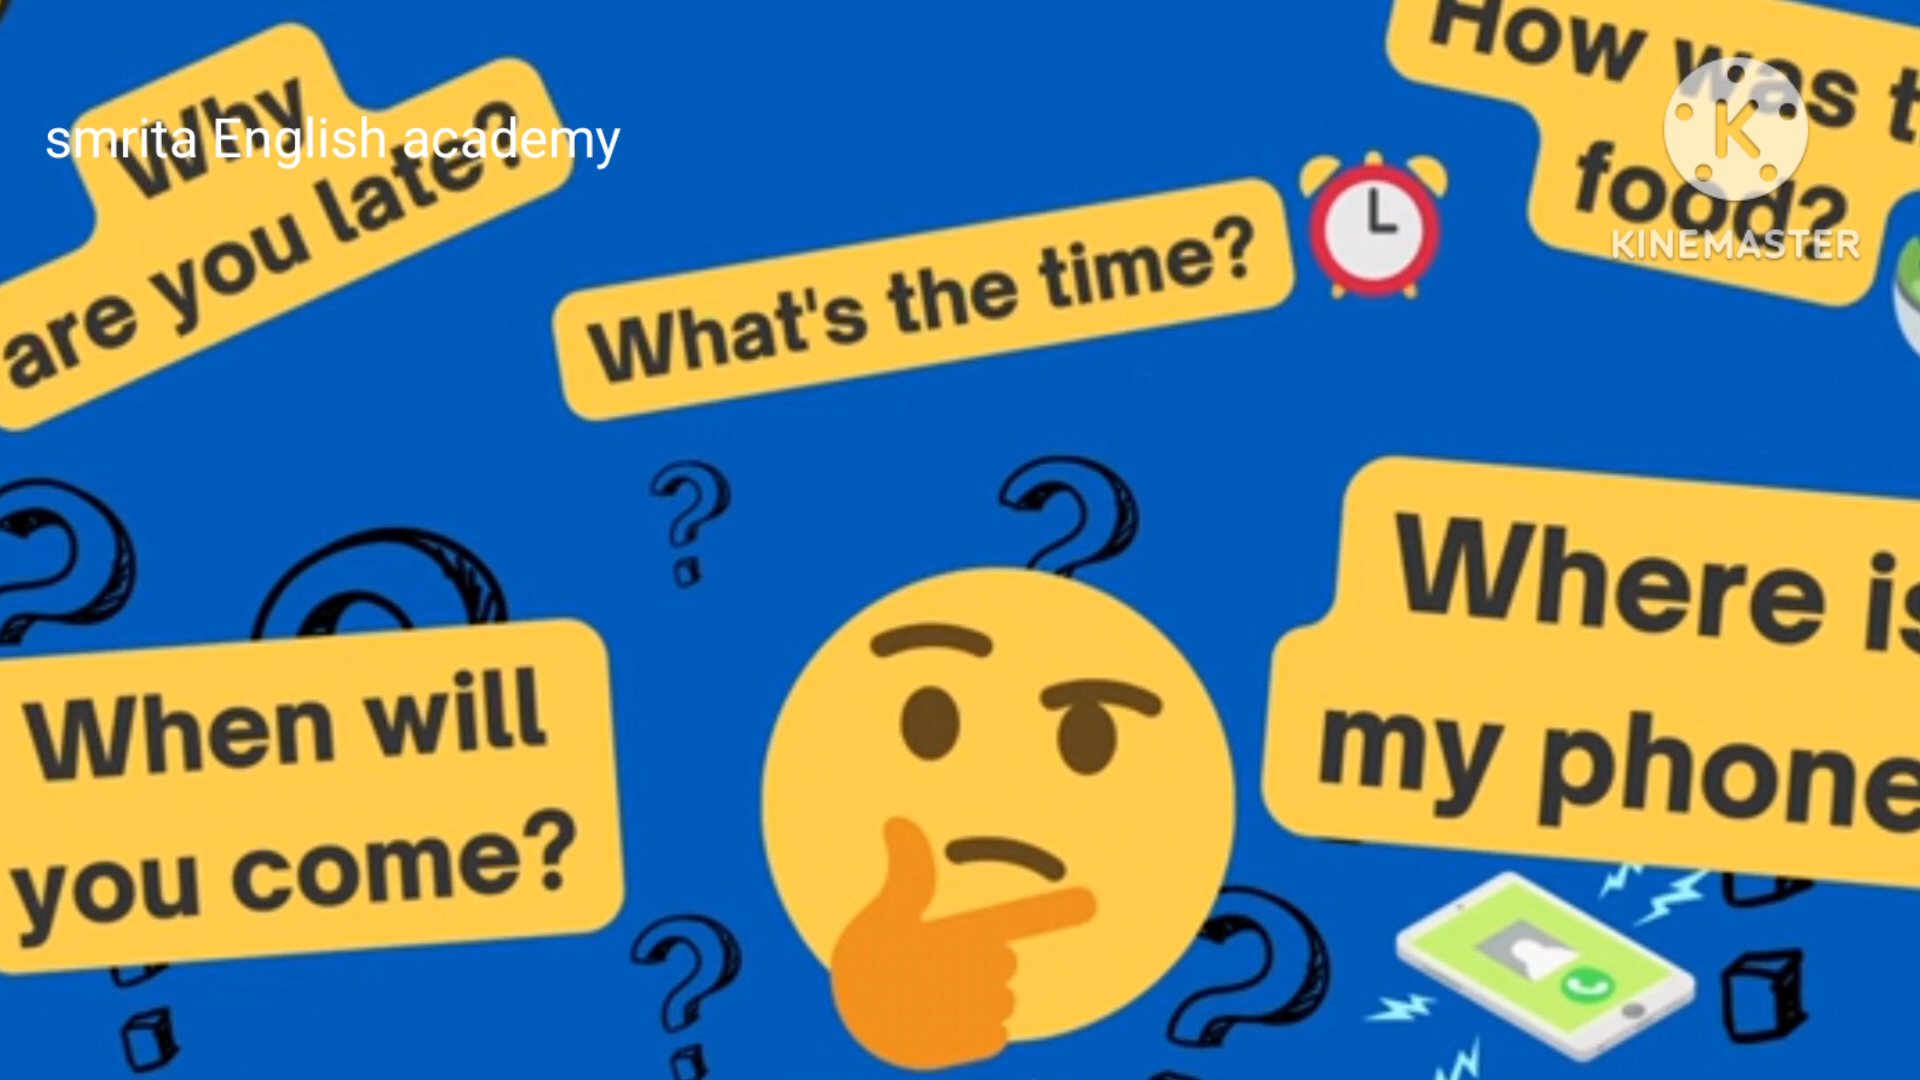 Why
are you late?
smrita English academy
What's the time?
How was
food?
K
KINEMASTER
Where is
my phone
When will
you come?